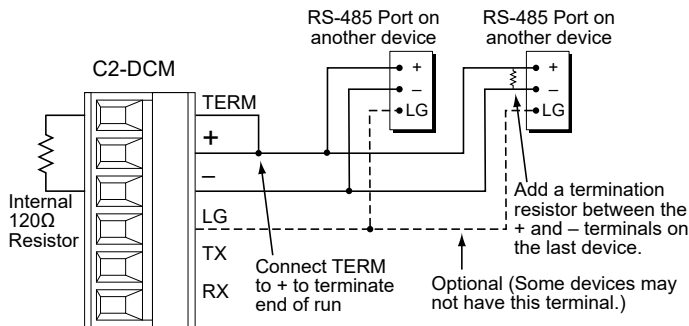 RS-485 Port on
another device
RS-485 Port on
another device
C2-DCM
+
–
LG
+
–
LG
TERM
+
–
LG
TX
RX
Internal
120Ω
Resistor
Connect TERM
to + to terminate
end of run
Add a termination
resistor between the
+ and – terminals on
the last device.
Optional (Some devices may
not have this terminal.)